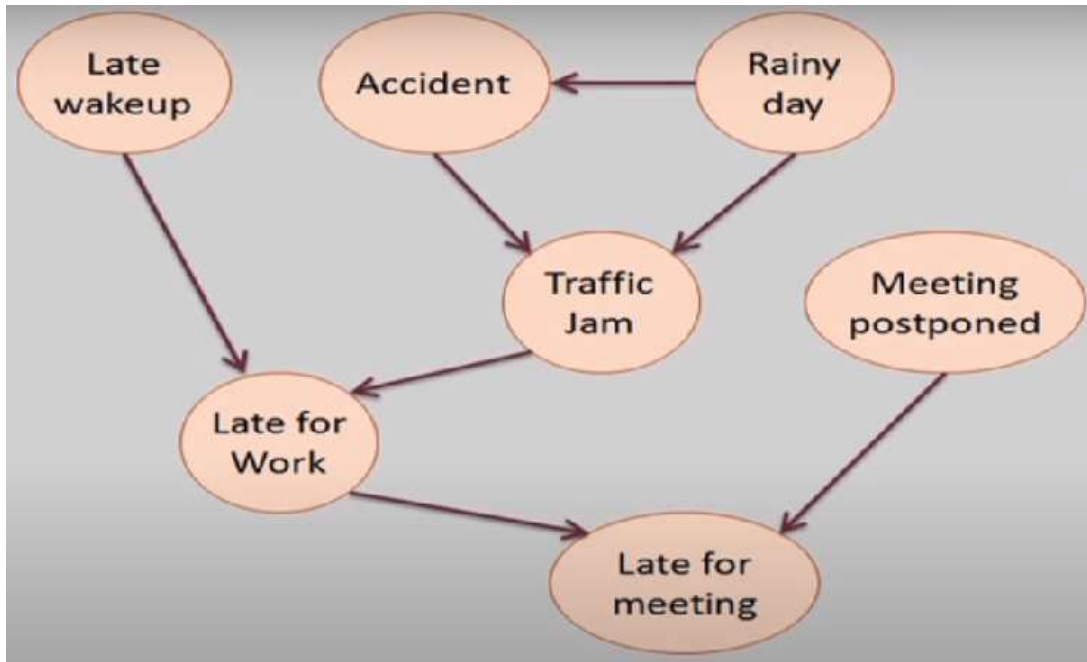 Late
wakeup
Accident
Rainy
day
Traffic
Jam
Meeting
postponed
Late for
Work
Late for
meeting